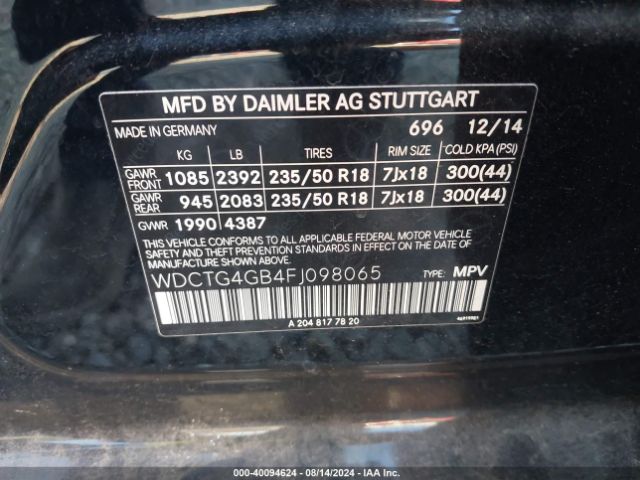 MFD BY DAIMLER AG STUTTGART
MADE IN GERMANY 696 12/14
KG LB TIRES RIM SIZE COLD KPA(PSI)
GAWR FRONT 1085 2392 235/50 R18 7Jx18 300(44)
GAWR REAR 945 2083 235/50 R18 7Jx18 300(44)
GVWR 1990 4387
THIS VEHICLE CONFORMS TO ALL APPLICABLE FEDERAL MOTOR VEHICLE
SAFETY AND THEFT PREVENTION STANDARDS IN EFFECT ON THE DATE
OF MANUFACTURE SHOWN ABOVE.
WDCTG4GB4FJ098065 TYPE: MPV
A 204 817 78 20
000-40094624 - 08/14/2024 - IAA Inc.